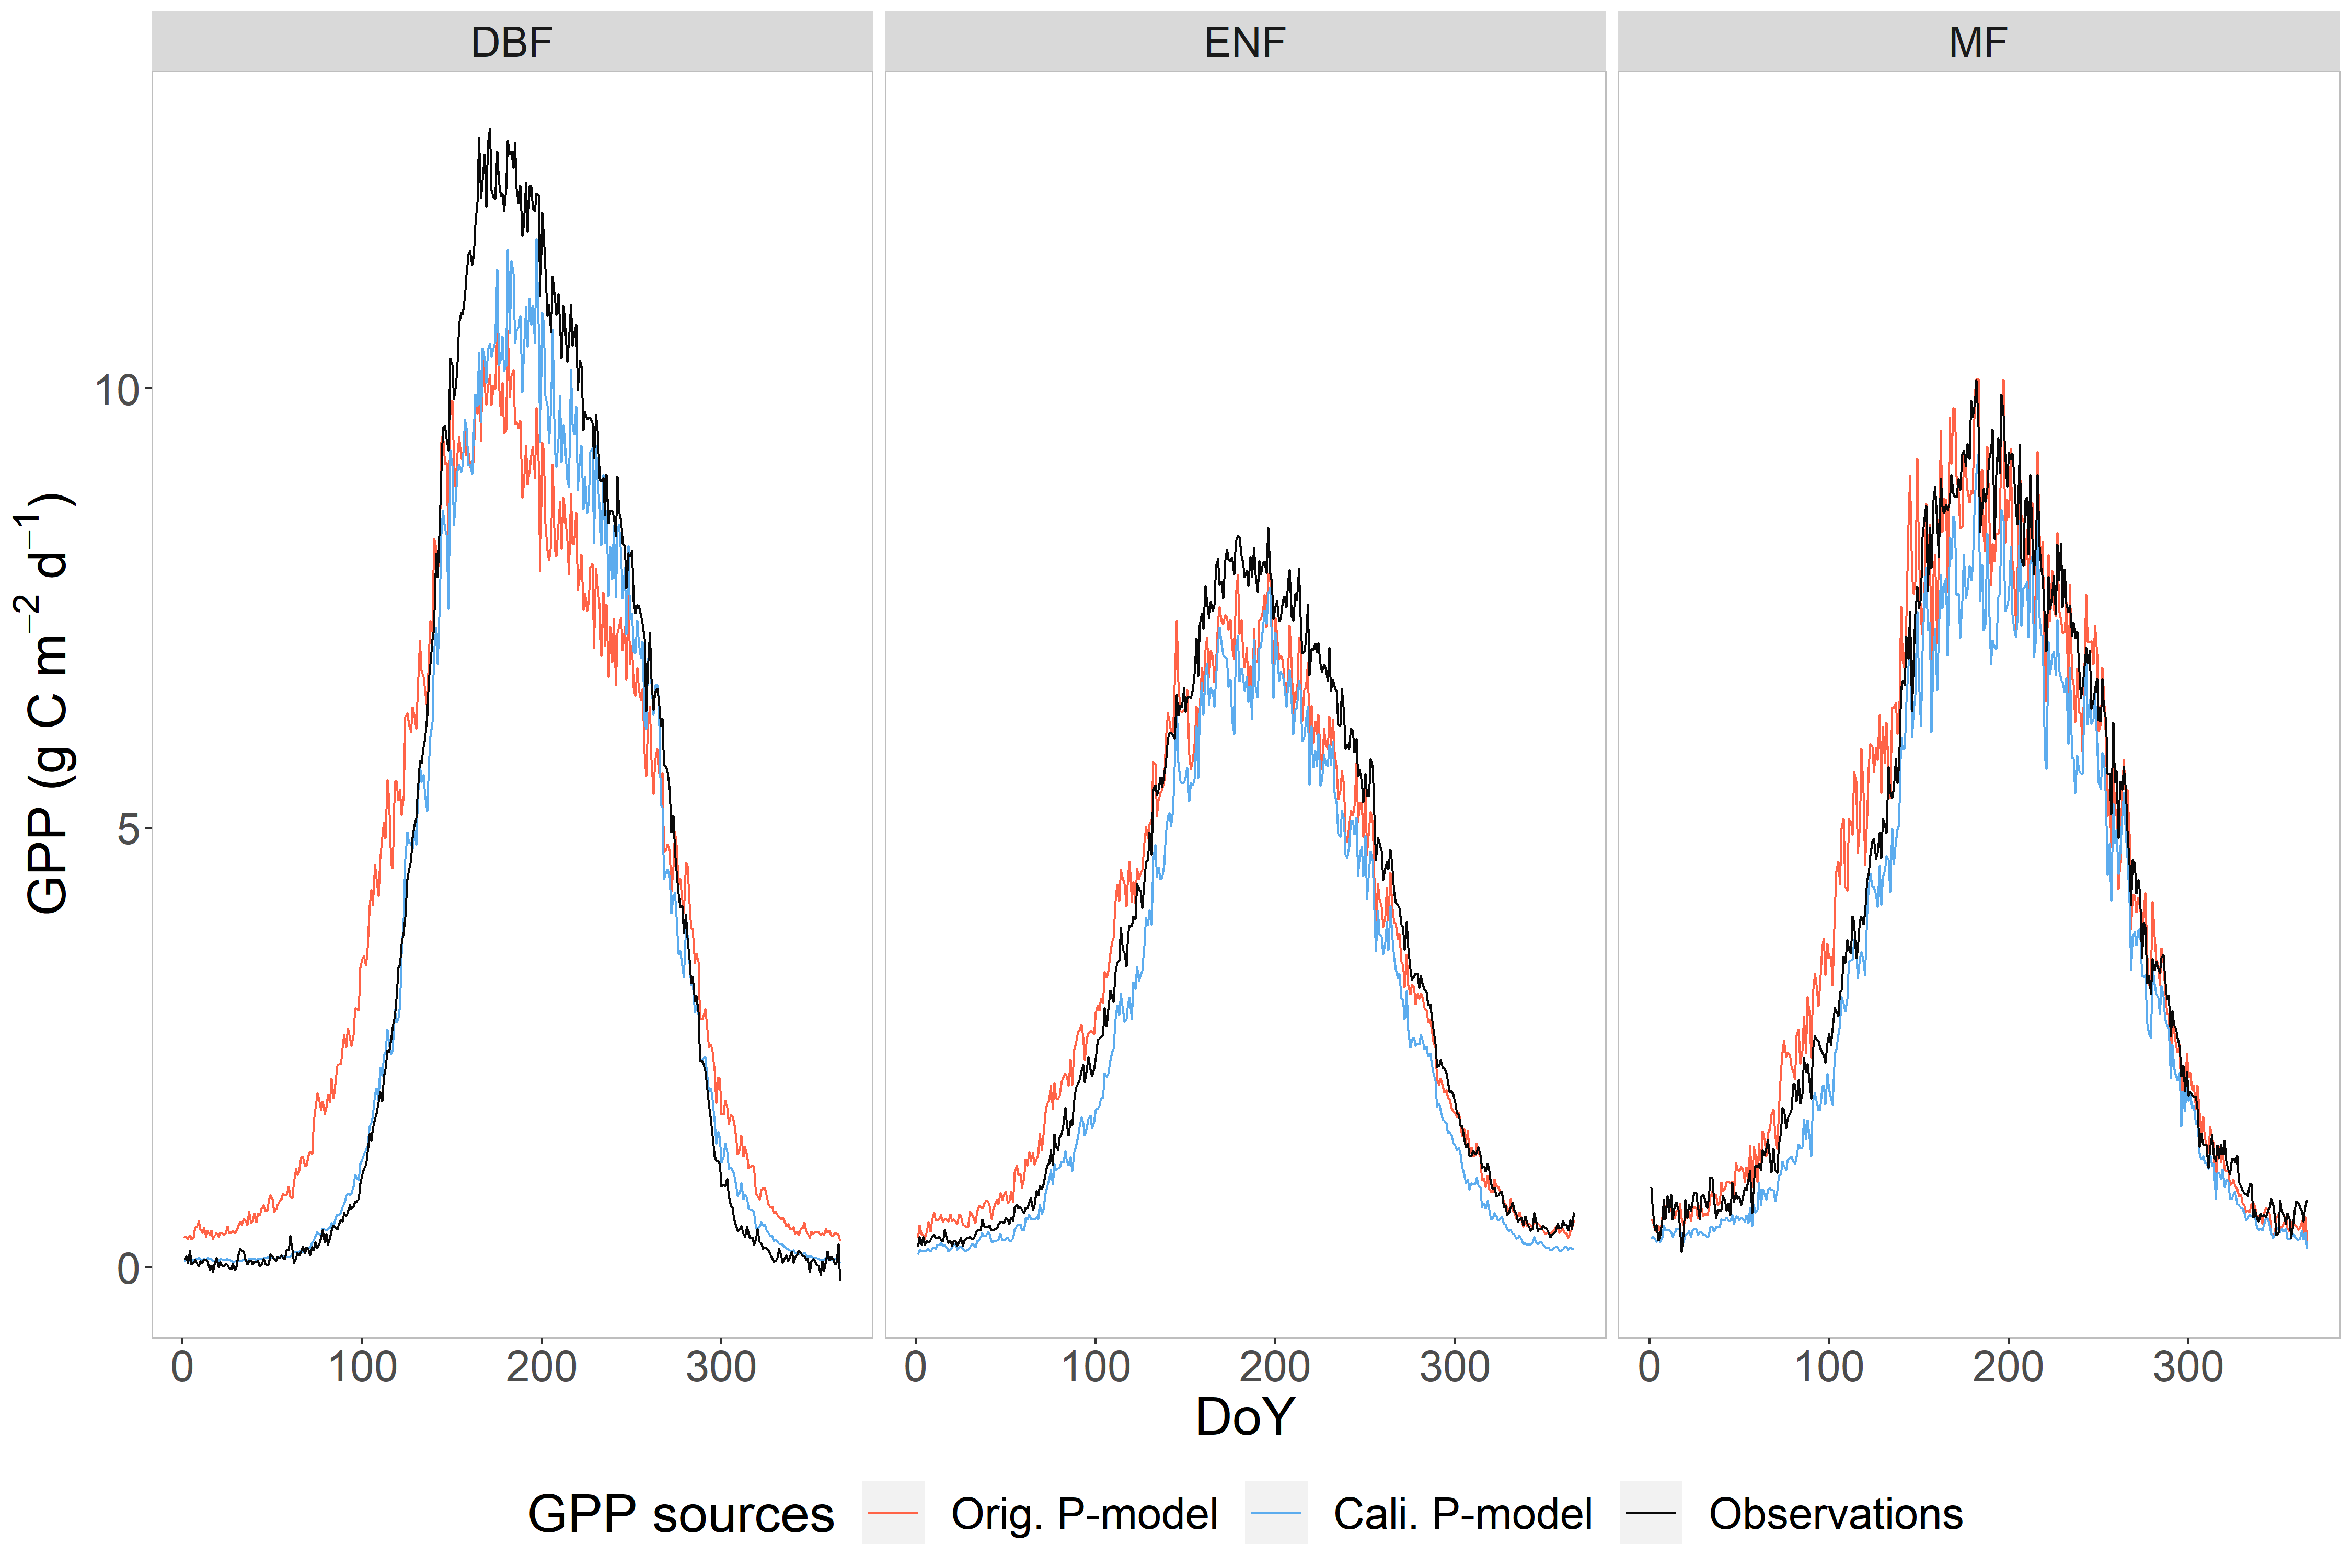 DBF ENF MF
GPP (g C m⁻² d⁻¹)
10
5
0
0 100 200 300 0 100 200 300 0 100 200 300
DoY
GPP sources Orig. P-model Cali. P-model Observations